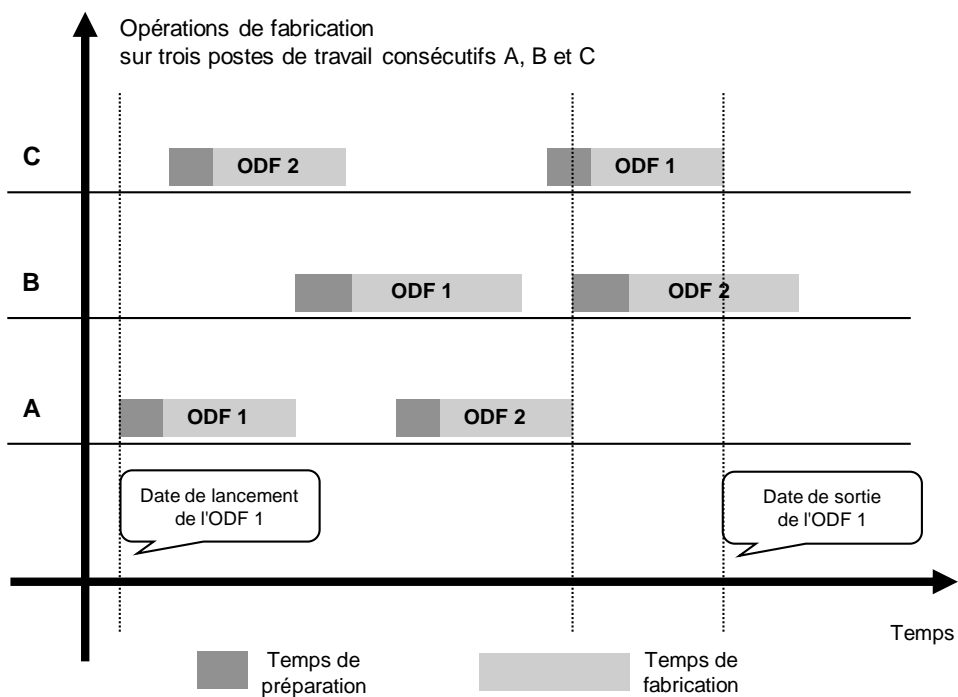 Opérations de fabrication
sur trois postes de travail consécutifs A, B et C
C
ODF 2
ODF 1
B
ODF 1
ODF 2
A
ODF 1
ODF 2
Date de lancement
de l'ODF 1
Date de sortie
de l'ODF 1
Temps
Temps de
préparation
Temps de
fabrication